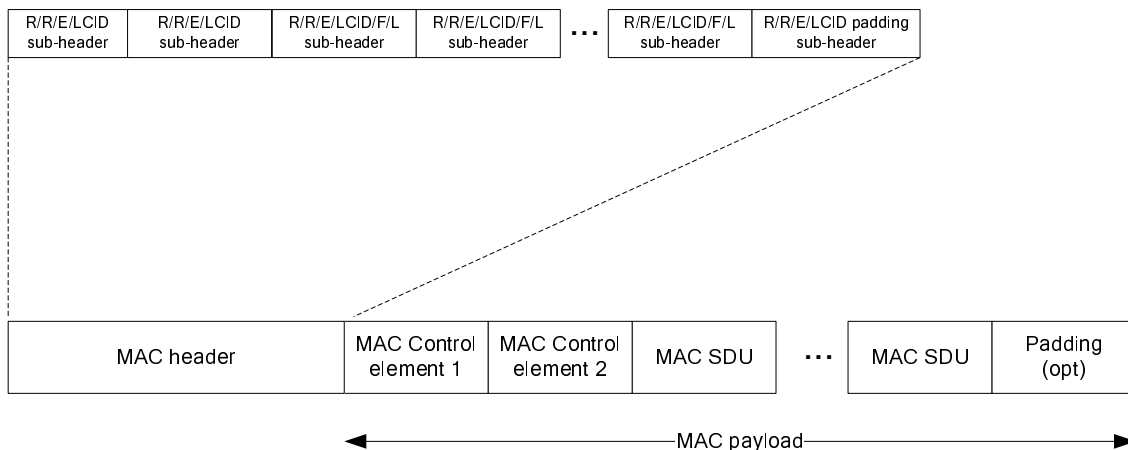 R/R/E/LCID
sub-header
R/R/E/LCID
sub-header
R/R/E/LCID/F/L
sub-header
R/R/E/LCID/F/L
sub-header
...
R/R/E/LCID/F/L
sub-header
R/R/E/LCID padding
sub-header
MAC header
MAC Control
element 1
MAC Control
element 2
MAC SDU
...
MAC SDU
Padding
(opt)
MAC payload